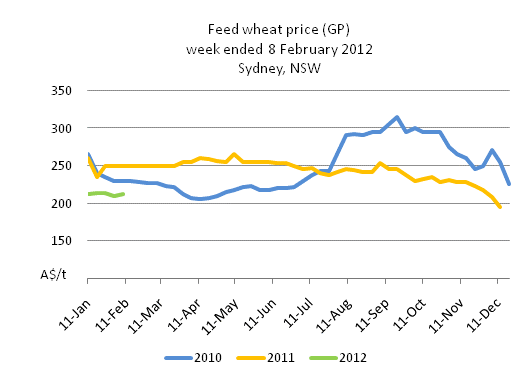 Feed wheat price (GP)
week ended 8 February 2012
Sydney, NSW
350
300
250
200
150
A$/t
11-Jan
11-Feb
11-Mar
11-Apr
11-May
11-Jun
11-Jul
11-Aug
11-Sep
11-Oct
11-Nov
11-Dec
2010 2011 2012